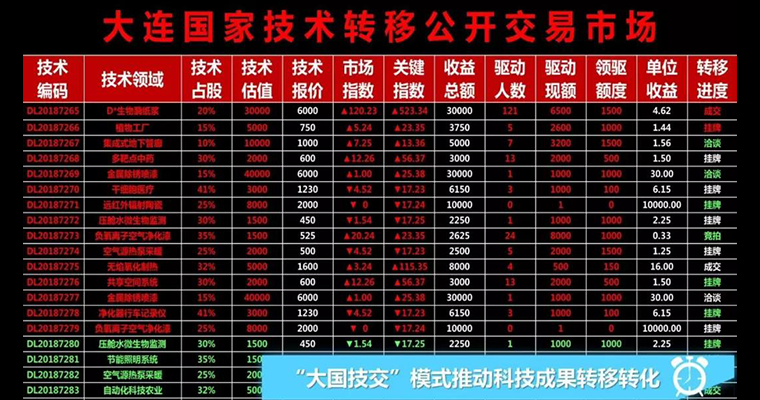 大连国家技术转移公开交易市场
技术编码 技术领域 技术占股 技术估值 技术报价 市场指数 关键指数 收益总额 驱动人数 驱动现额 领驱额度 单位收益 转移进度
DL20187265 D*生物酶纸浆 20% 30000 6000 ▲120.23 ▲523.34 30000 121 6500 1500 4.62 成交
DL20187266 植物工厂 15% 5000 750 ▲5.24 ▲23.35 3750 5 2600 1000 1.44 挂牌
DL20187267 集成式地下管廊 10% 10000 1000 ▲7.25 ▲13.36 5000 7 3200 1500 1.56 洽谈
DL20187268 多靶点中药 30% 2000 600 ▲12.26 ▲56.37 3000 13 2000 500 1.50 挂牌
DL20187269 金属除锈喷漆 15% 40000 6000 ▲1.00 ▲25.38 30000 1 1000 1500 30.00 洽谈
DL20187270 干细胞医疗 41% 3000 1230 ▼4.52 ▼17.23 6150 3 1000 100 6.15 挂牌
DL20187271 远红外辐射陶瓷 25% 8000 2000 ▼ 0 ▼17.24 10000 0 1 0 10000.00 挂牌
DL20187272 压舱水微生物监测 30% 1500 450 ▼1.54 ▼17.25 2250 1 1000 1000 2.25 挂牌
DL20187273 负氧离子空气净化漆 35% 1500 525 ▲20.24 ▲23.35 2625 24 8000 1000 0.33 竞拍
DL20187274 空气源热泵采暖 25% 2000 500 ▼4.52 ▼17.23 2500 2 1000 500 2.25 挂牌
DL20187275 无焰氧化制热 32% 5000 1600 ▼3.24 ▲115.35 8000 4 500 150 16.00 成交
DL20187276 共享空间系统 30% 2000 600 ▲12.26 ▲56.37 3000 13 2000 500 1.50 挂牌
DL20187277 金属除锈喷漆 15% 40000 6000 ▲1.00 ▲25.38 30000 1 1000 1500 30.00 洽谈
DL20187278 净化器行车记录仪 41% 3000 1230 ▼4.52 ▼17.23 6150 3 1000 100 6.15 挂牌
DL20187279 负氧离子空气净化漆 25% 8000 2000 ▼ 0 ▼17.24 10000 0 1 0 10000.00 挂牌
DL20187280 压舱水微生物监测 30% 1500 450 ▼1.54 ▼17.25 2250 1 1000 1000 2.25 挂牌
DL20187281 节能照明系统 35%
DL20187282 空气源热泵采暖 25%
DL20187283 自动化科技农业 32% 成交
“大国技交”模式推动科技成果转移转化